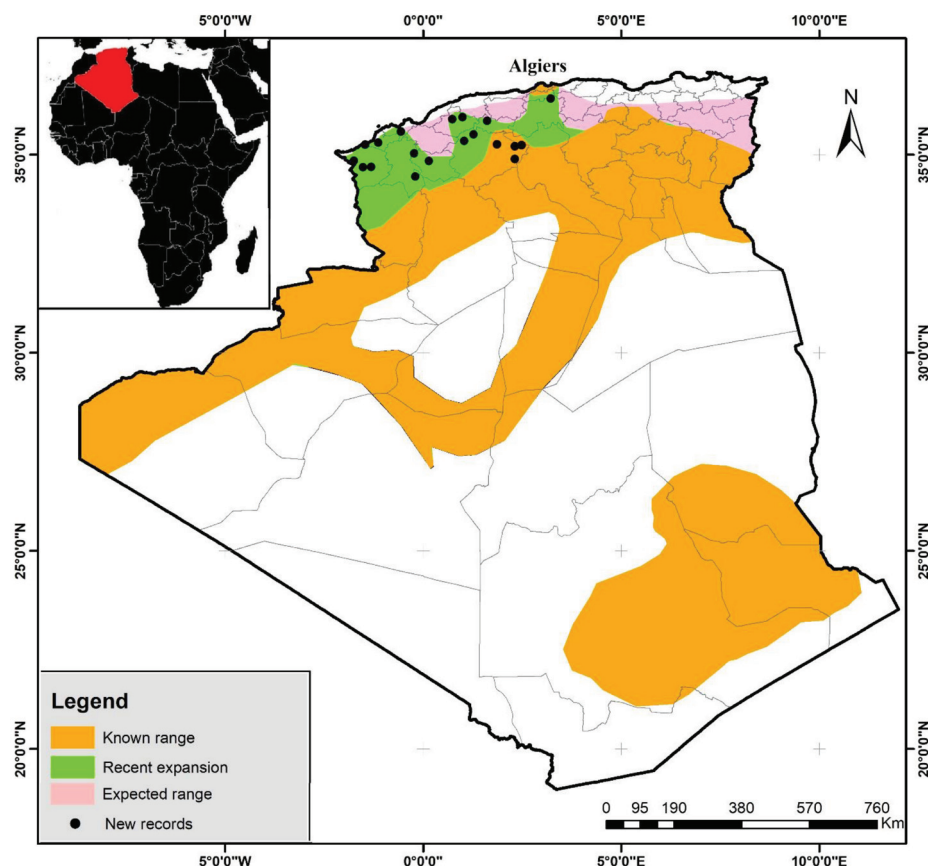 5°0'0"W 0°0'0" 5°0'0"E 10°0'0"E
Algiers
N
35°0'0"N
35°0'0"N
30°0'0"N
30°0'0"N
25°0'0"N
25°0'0"N
20°0'0"N
20°0'0"N
Legend
Known range
Recent expansion
Expected range
New records
0 95 190 380 570 760
Km
5°0'0"W 0°0'0" 5°0'0"E 10°0'0"E